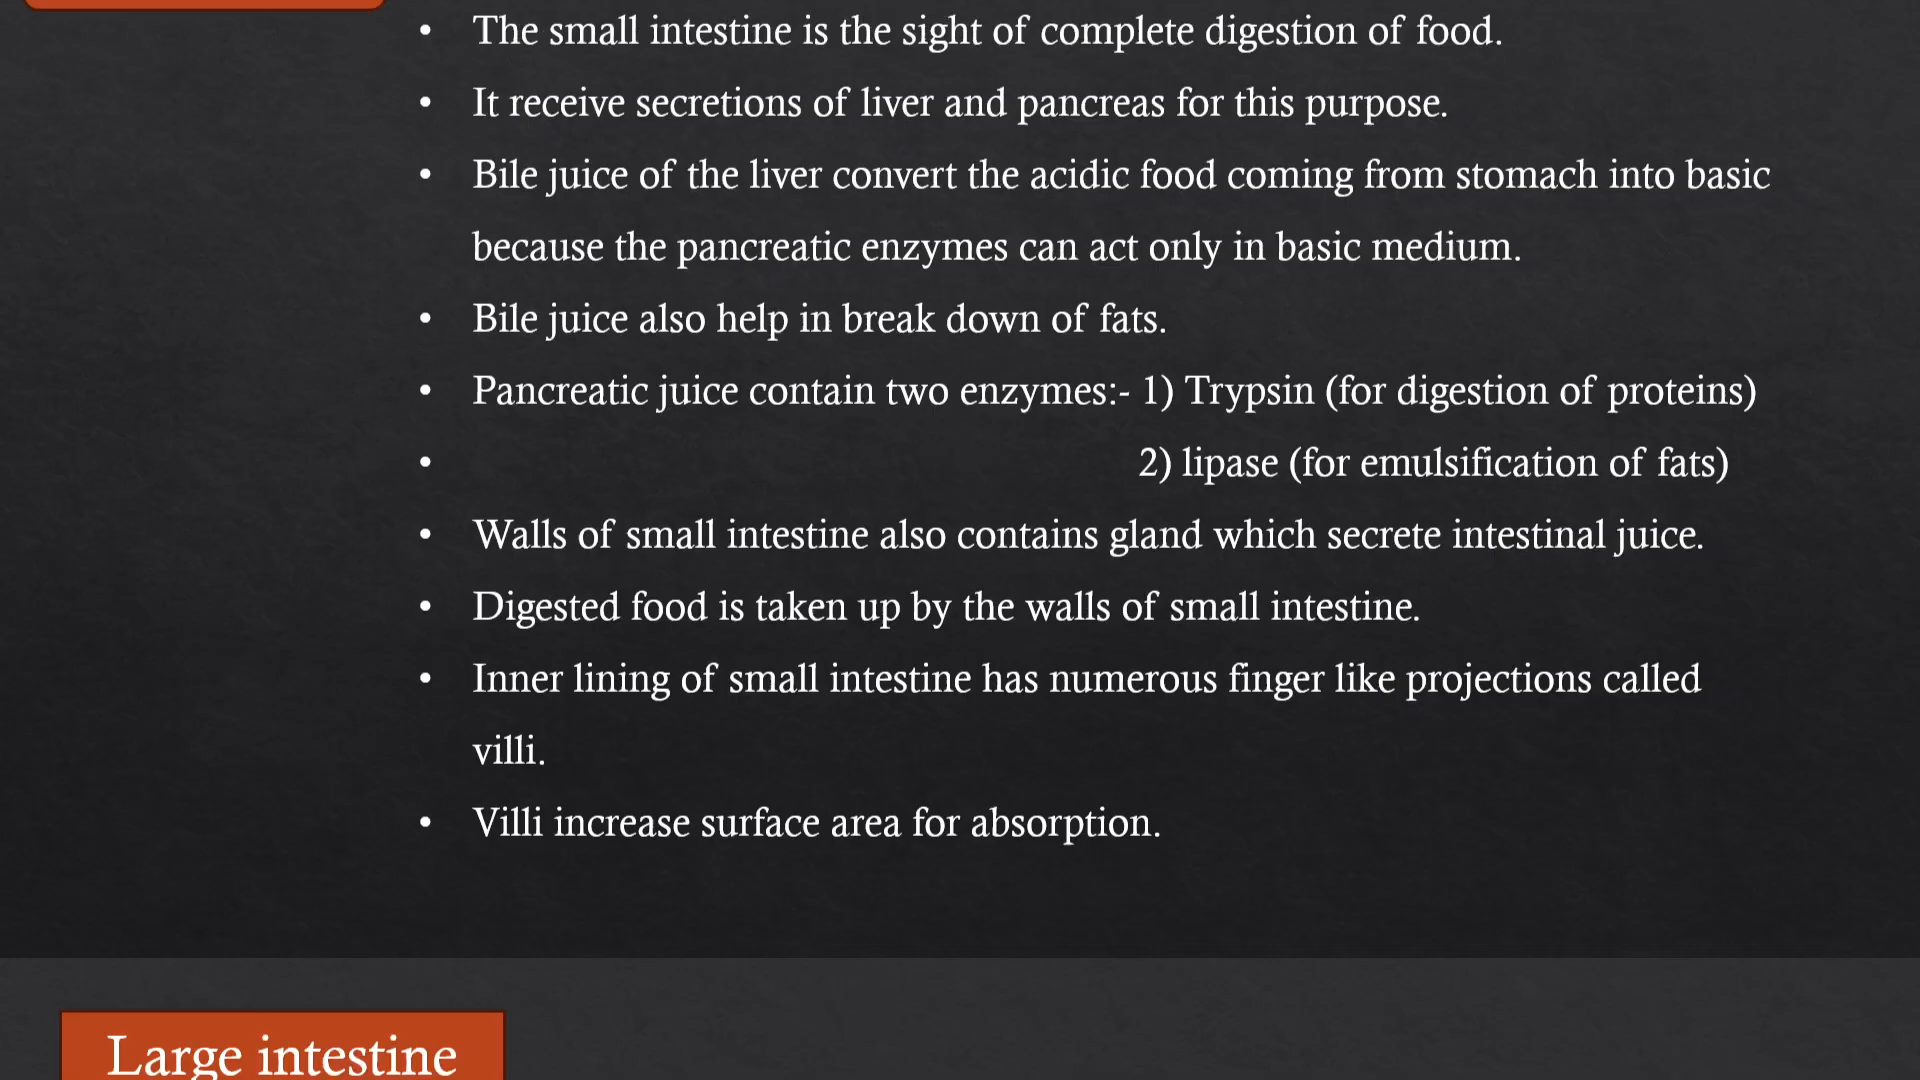 • The small intestine is the sight of complete digestion of food.
• It receive secretions of liver and pancreas for this purpose.
• Bile juice of the liver convert the acidic food coming from stomach into basic
because the pancreatic enzymes can act only in basic medium.
• Bile juice also help in break down of fats.
• Pancreatic juice contain two enzymes:- 1) Trypsin (for digestion of proteins)
• 2) lipase (for emulsification of fats)
• Walls of small intestine also contains gland which secrete intestinal juice.
• Digested food is taken up by the walls of small intestine.
• Inner lining of small intestine has numerous finger like projections called
villi.
• Villi increase surface area for absorption.
Large intestine